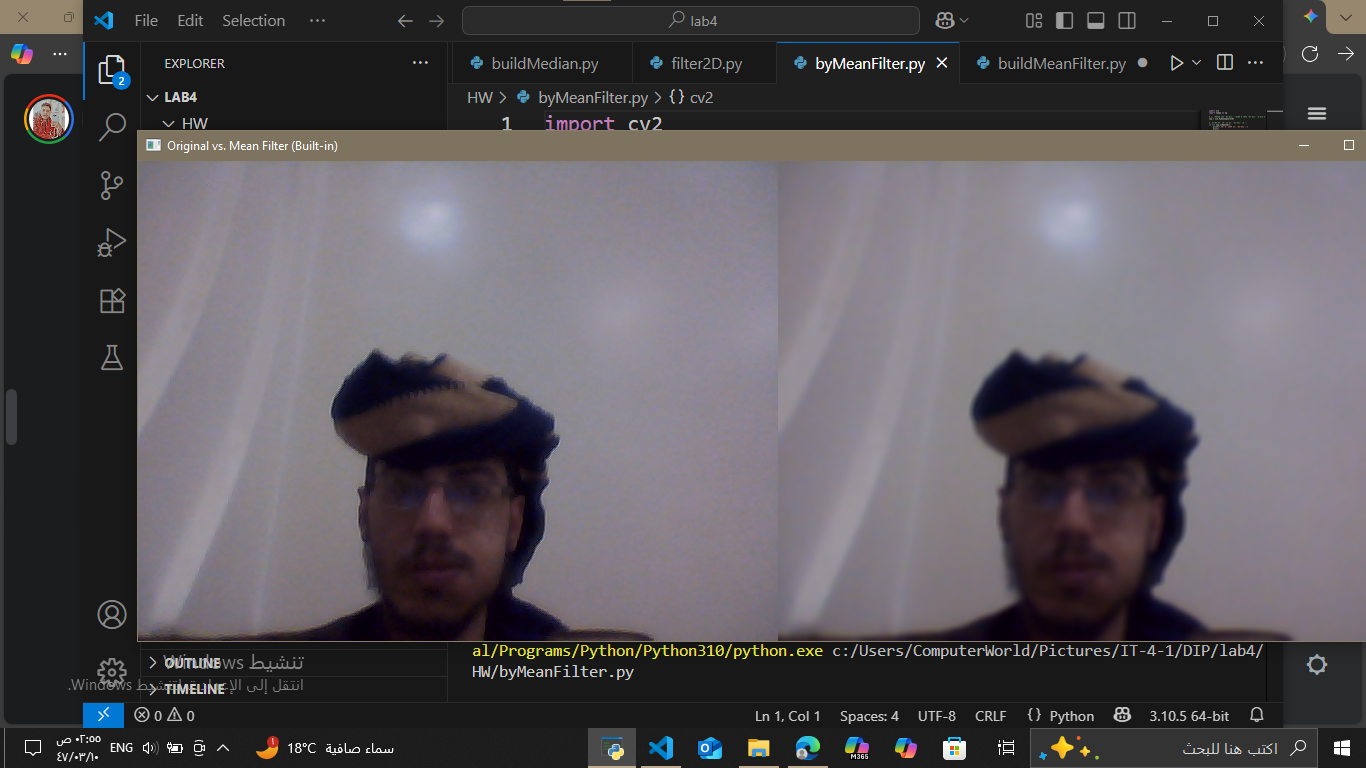 File Edit Selection ···
lab4
EXPLORER ···
buildMedian.py
filter2D.py
byMeanFilter.py
buildMeanFilter.py
LAB4
HW > byMeanFilter.py > {} cv2
HW
1 import cv2
Original vs. Mean Filter (Built-in)
2
al/Programs/Python/Python310/python.exe c:/Users/ComputerWorld/Pictures/IT-4-1/DIP/lab4/
HW/byMeanFilter.py
OUTLINE
تنشيط Windows
TIMELINE
انتقل إلى الإعدادات لتنشيط Windows.
0 0
Ln 1, Col 1 Spaces: 4 UTF-8 CRLF {} Python 3.10.5 64-bit
٠٢:٥٥ ص
٤٧/٠٣/١٠
ENG
1
18°C سماء صافية
M365
اكتب هنا للبحث